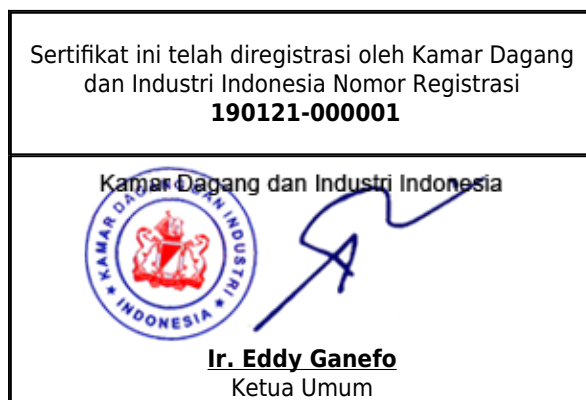 Sertifikat ini telah diregistrasi oleh Kamar Dagang
dan Industri Indonesia Nomor Registrasi
190121-000001
Kamar Dagang dan Industri Indonesia
KAMAR DAGANG DAN INDUSTRI
INDONESIA
Ir. Eddy Ganefo
Ketua Umum